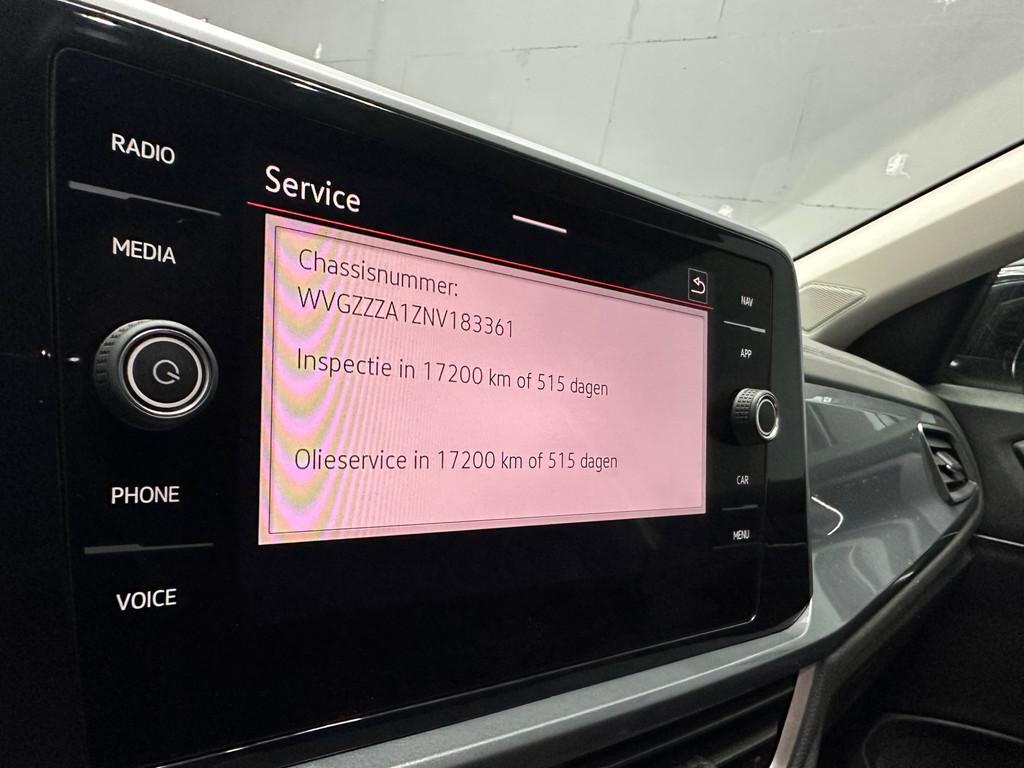 RADIO
MEDIA
PHONE
VOICE
Service
Chassisnummer:
WVGZZZA1ZNV183361
Inspectie in 17200 km of 515 dagen
Olieservice in 17200 km of 515 dagen
NAV
APP
CAR
MENU